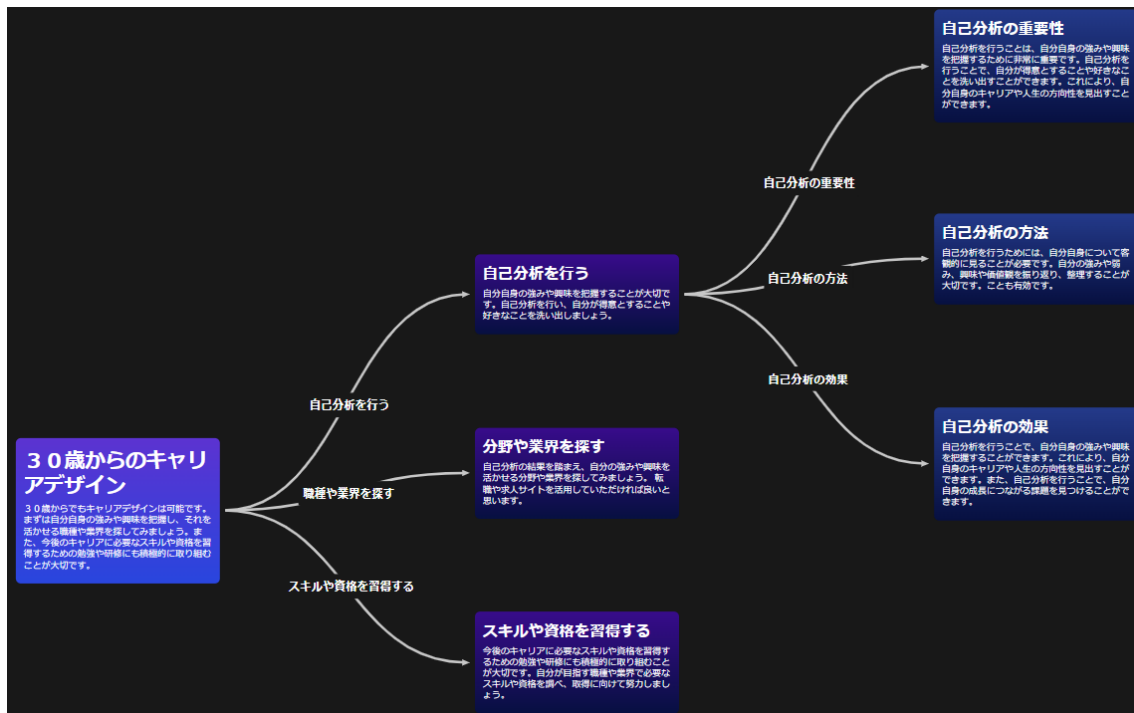 30歳からのキャリ
アデザイン
30歳からでもキャリアデザインは可能です。
まずは自分自身の強みや興味を把握し、それを
活かせる職種や業界を探してみましょう。ま
た、今後のキャリアに必要なスキルや資格を習
得するための勉強や研修にも積極的に取り組む
ことが大切です。
自己分析を行う
職種や業界を探す
スキルや資格を習得する
自己分析を行う
自分自身の強みや興味を把握することが大切で
す。自己分析を行い、自分が得意とすることや
好きなことを洗い出しましょう。
分野や業界を探す
自己分析の結果を踏まえ、自分の強みや興味を
活かせる分野や業界を探してみましょう。 転
職や求人サイトを活用していただければ良いと
思います。
スキルや資格を習得する
今後のキャリアに必要なスキルや資格を習得す
るための勉強や研修にも積極的に取り組むこと
が大切です。自分が目指す職種や業界で必要な
スキルや資格を調べ、取得に向けて努力しまし
ょう。
自己分析の重要性
自己分析の方法
自己分析の効果
自己分析の重要性
自己分析を行うことは、自分自身の強みや興味
を把握するために非常に重要です。自己分析を
行うことで、自分が得意とすることや好きなこ
とを洗い出すことができます。これにより、自
分自身のキャリアや人生の方向性を見出すこと
ができます。
自己分析の方法
自己分析を行うためには、自分自身について客
観的に見ることが必要です。自分の強みや弱
み、興味や価値観を振り返り、整理することが
大切です。ことも有効です。
自己分析の効果
自己分析を行うことで、自分自身の強みや興味
を把握することができます。これにより、自分
自身のキャリアや人生の方向性を見出すことが
できます。また、自己分析を行うことで、自分
自身の成長につながる課題を見つけることがで
きます。